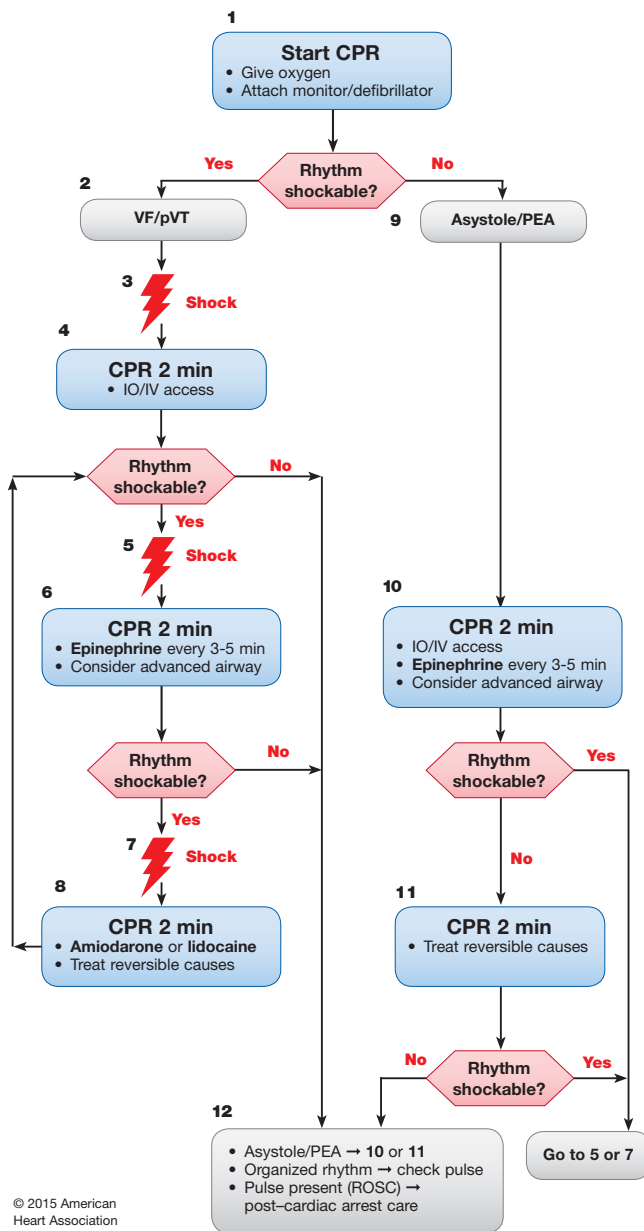 1
Start CPR
• Give oxygen
• Attach monitor/defibrillator
Yes
Rhythm
shockable?
No
2
VF/pVT
9
Asystole/PEA
3
Shock
4
CPR 2 min
• IO/IV access
Rhythm
shockable?
No
Yes
5
Shock
6
CPR 2 min
• Epinephrine every 3-5 min
• Consider advanced airway
10
CPR 2 min
• IO/IV access
• Epinephrine every 3-5 min
• Consider advanced airway
Rhythm
shockable?
No
Yes
Rhythm
shockable?
Yes
No
7
Shock
8
CPR 2 min
• Amiodarone or lidocaine
• Treat reversible causes
11
CPR 2 min
• Treat reversible causes
No
Rhythm
shockable?
Yes
12
• Asystole/PEA → 10 or 11
• Organized rhythm → check pulse
• Pulse present (ROSC) →
post–cardiac arrest care
Go to 5 or 7
© 2015 American
Heart Association